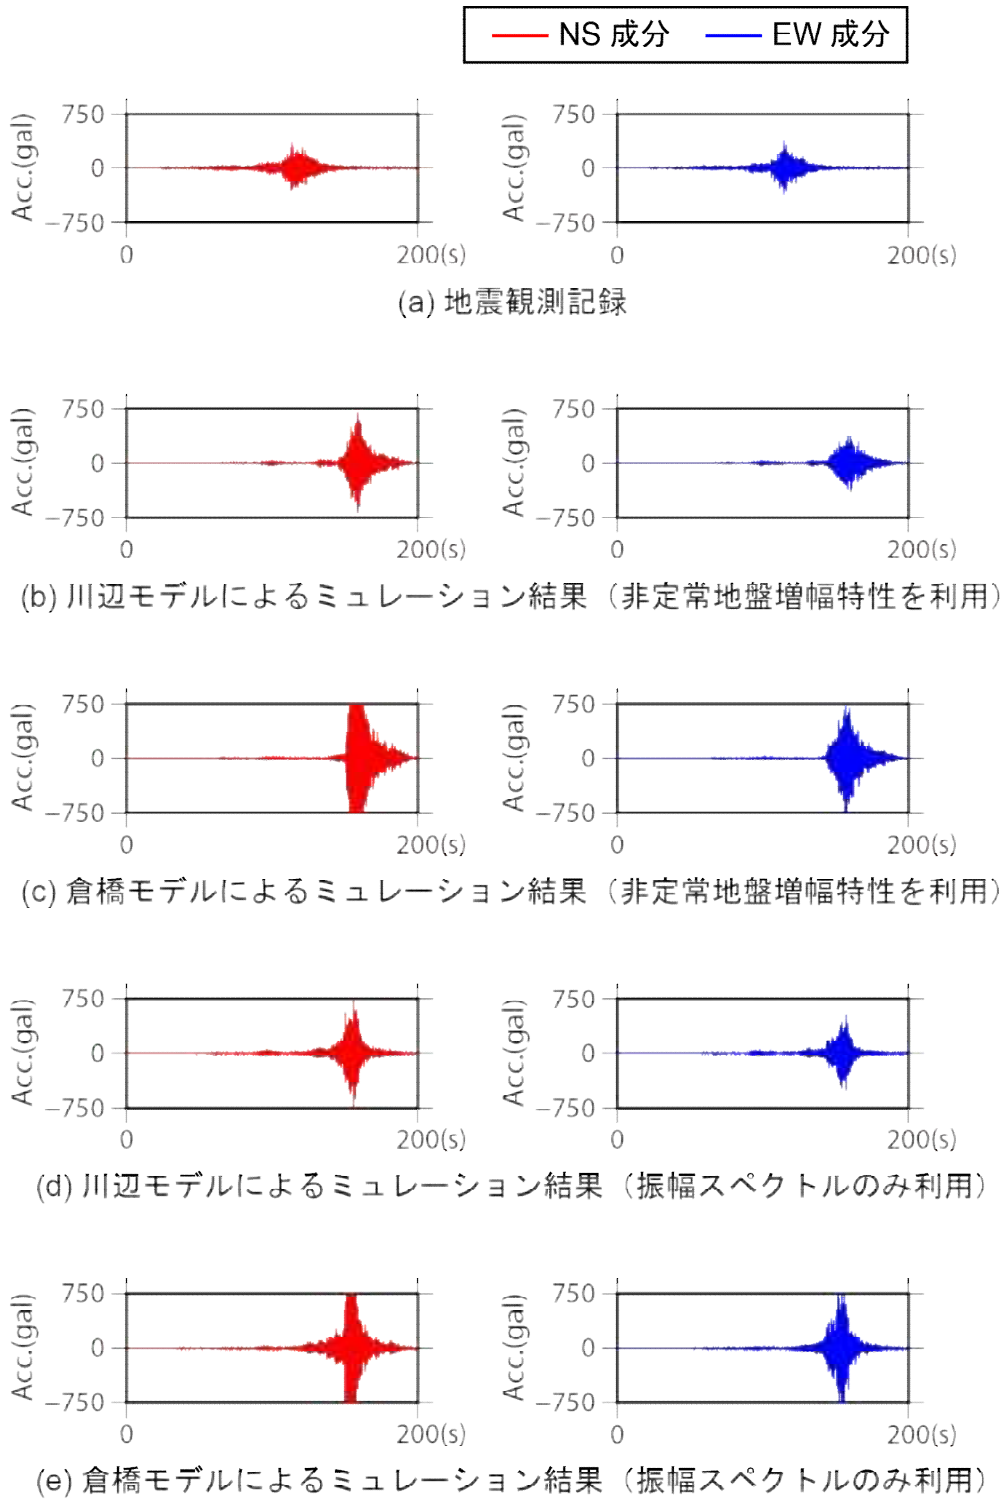 NS 成分 EW 成分
Acc.(gal) 750 0 −750 0 200(s)
Acc.(gal) 750 0 −750 0 200(s)
(a) 地震観測記録
Acc.(gal) 750 0 −750 0 200(s)
Acc.(gal) 750 0 −750 0 200(s)
(b) 川辺モデルによるミュレーション結果（非定常地盤増幅特性を利用）
Acc.(gal) 750 0 −750 0 200(s)
Acc.(gal) 750 0 −750 0 200(s)
(c) 倉橋モデルによるミュレーション結果（非定常地盤増幅特性を利用）
Acc.(gal) 750 0 −750 0 200(s)
Acc.(gal) 750 0 −750 0 200(s)
(d) 川辺モデルによるミュレーション結果（振幅スペクトルのみ利用）
Acc.(gal) 750 0 −750 0 200(s)
Acc.(gal) 750 0 −750 0 200(s)
(e) 倉橋モデルによるミュレーション結果（振幅スペクトルのみ利用）